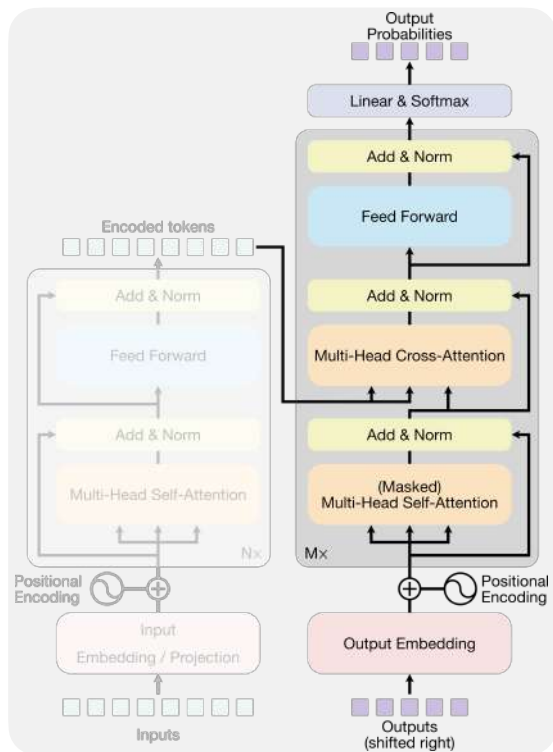 Output
Probabilities
Linear & Softmax
Add & Norm
Feed Forward
Add & Norm
Multi-Head Cross-Attention
Add & Norm
(Masked)
Multi-Head Self-Attention
M×
Positional
Encoding
Output Embedding
Outputs
(shifted right)
Encoded tokens
Add & Norm
Feed Forward
Add & Norm
Multi-Head Self-Attention
N×
Positional
Encoding
Input
Embedding / Projection
Inputs